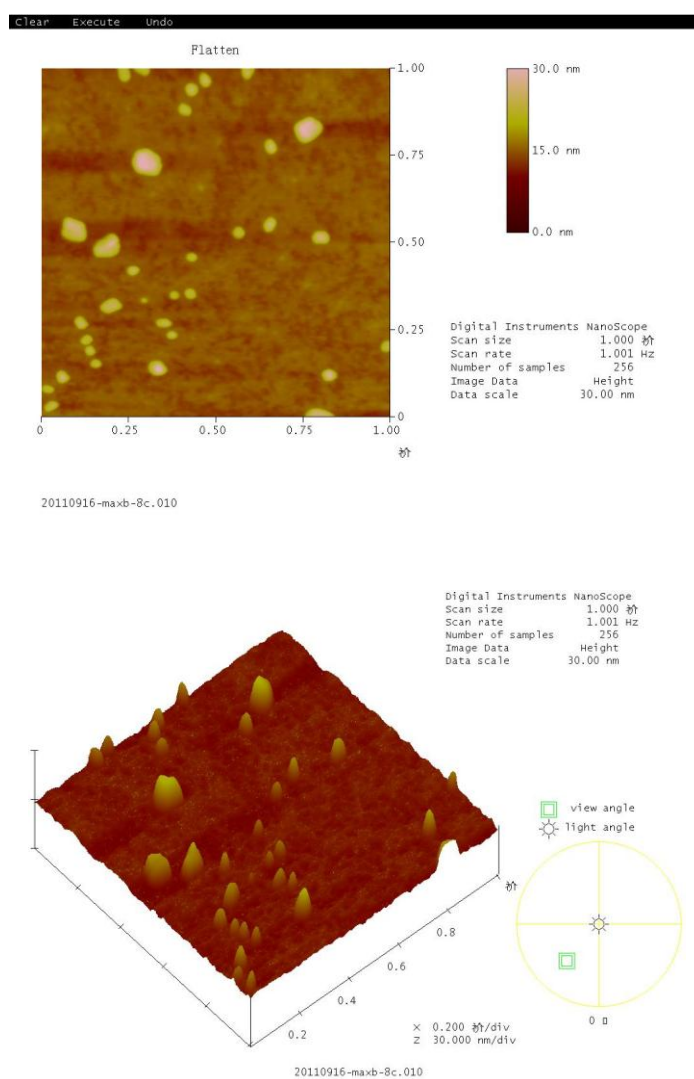 Clear Execute Undo
Flatten
1.00
0.75
0.50
0.25
0
0 0.25 0.50 0.75 1.00
30.0 nm
15.0 nm
0.0 nm
Digital Instruments NanoScope
Scan size 1.000
Scan rate 1.001 Hz
Number of samples 256
Image Data Height
Data scale 30.00 nm
20110916-maxb-8c.010
Digital Instruments NanoScope
Scan size 1.000
Scan rate 1.001 Hz
Number of samples 256
Image Data Height
Data scale 30.00 nm
view angle
light angle
0.8
0.6
0.4
0.2
X 0.200 /div
Z 30.000 nm/div
0
20110916-maxb-8c.010